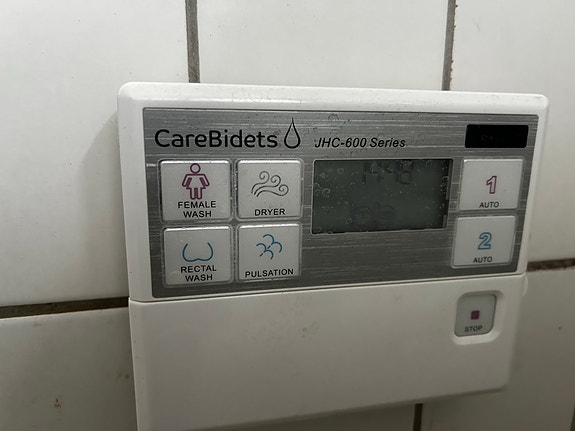 CareBidets
JHC-600 Series
FEMALE
WASH
DRYER
1
AUTO
RECTAL
WASH
PULSATION
2
AUTO
STOP